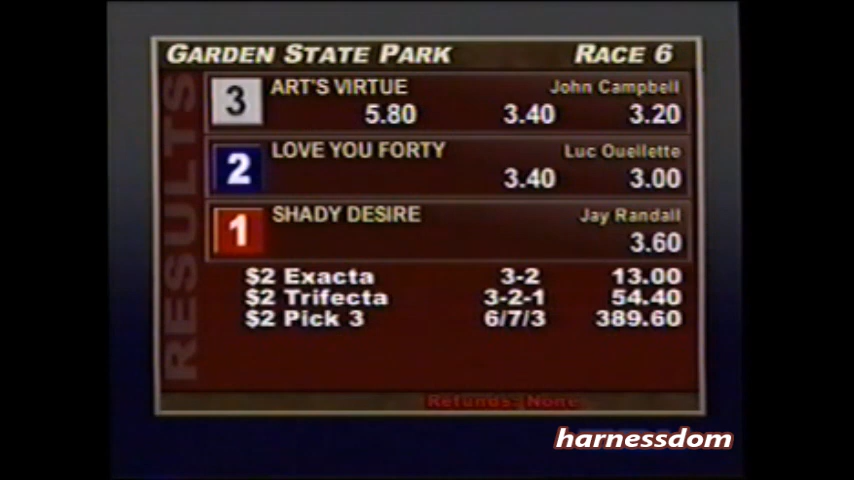 GARDEN STATE PARK RACE 6
RESULTS
3 ART'S VIRTUE John Campbell
5.80 3.40 3.20
2 LOVE YOU FORTY Luc Ouellette
3.40 3.00
1 SHADY DESIRE Jay Randall
3.60
$2 Exacta 3-2 13.00
$2 Trifecta 3-2-1 54.40
$2 Pick 3 6/7/3 389.60
Refunds: None
harnessdom